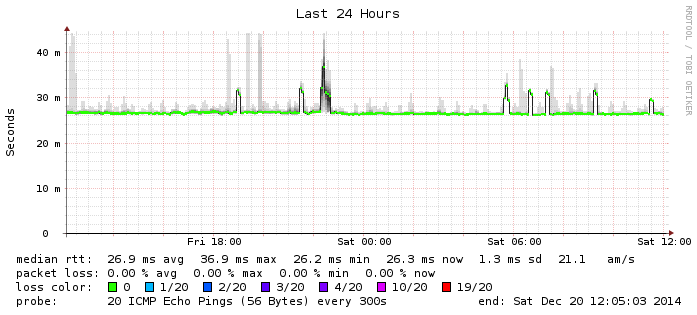 Last 24 Hours
RRDTOOL / TOBI OETIKER
Seconds
40 m
30 m
20 m
10 m
0
Fri 18:00 Sat 00:00 Sat 06:00 Sat 12:00
median rtt: 26.9 ms avg 36.9 ms max 26.2 ms min 26.3 ms now 1.3 ms sd 21.1 am/s
packet loss: 0.00 % avg 0.00 % max 0.00 % min 0.00 % now
loss color: 0 1/20 2/20 3/20 4/20 10/20 19/20
probe: 20 ICMP Echo Pings (56 Bytes) every 300s end: Sat Dec 20 12:05:03 2014